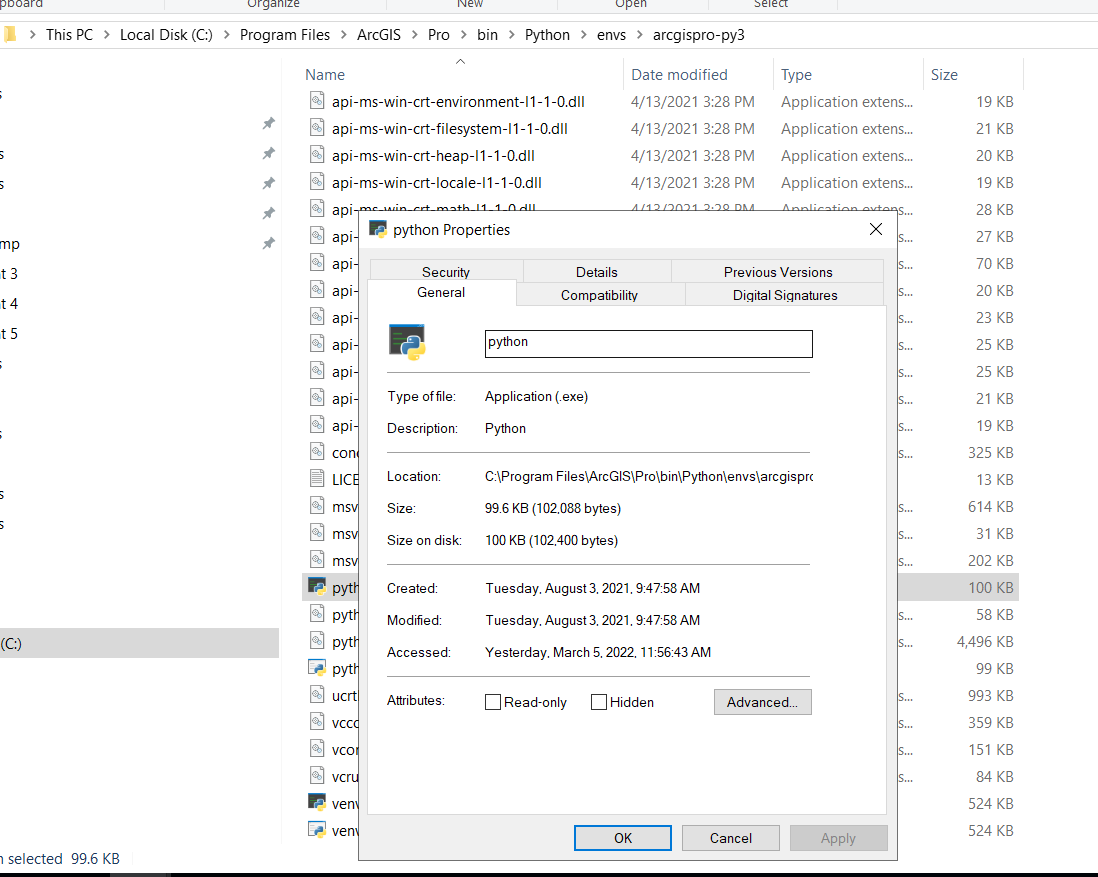 pboard Organize New Open Select
This PC > Local Disk (C:) > Program Files > ArcGIS > Pro > bin > Python > envs > arcgispro-py3
Name Date modified Type Size
api-ms-win-crt-environment-l1-1-0.dll 4/13/2021 3:28 PM Application extens... 19 KB
s
api-ms-win-crt-filesystem-l1-1-0.dll 4/13/2021 3:28 PM Application extens... 21 KB
s api-ms-win-crt-heap-l1-1-0.dll 4/13/2021 3:28 PM Application extens... 20 KB
s api-ms-win-crt-locale-l1-1-0.dll 4/13/2021 3:28 PM Application extens... 19 KB
api-ms-win-crt-math-l1-1-0.dll 4/13/2021 3:28 PM Application extens... 28 KB
mp api- s... 27 KB
t 3 api- s... 70 KB
t 4 api- s... 20 KB
api- s... 23 KB
t 5 api- s... 25 KB
s api- s... 25 KB
api- s... 21 KB
s api- s... 19 KB
conc s... 325 KB
LICE 13 KB
s msv s... 614 KB
s msv s... 31 KB
msv s... 202 KB
pyth 100 KB
pyth s... 58 KB
(C:) pyth s... 4,496 KB
pyth 99 KB
ucrt s... 993 KB
vccc s... 359 KB
vcor s... 151 KB
vcru s... 84 KB
venv 524 KB
venv 524 KB
python Properties
Security Details Previous Versions
General Compatibility Digital Signatures
python
Type of file: Application (.exe)
Description: Python
Location: C:\Program Files\ArcGIS\Pro\bin\Python\envs\arcgispro
Size: 99.6 KB (102,088 bytes)
Size on disk: 100 KB (102,400 bytes)
Created: Tuesday, August 3, 2021, 9:47:58 AM
Modified: Tuesday, August 3, 2021, 9:47:58 AM
Accessed: Yesterday, March 5, 2022, 11:56:43 AM
Attributes: Read-only Hidden Advanced...
OK Cancel Apply
selected 99.6 KB